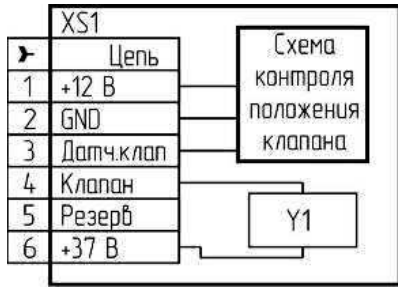 XS1
Цепь
1 +12 В
2 GND
3 Датч.клап
4 Клапан
5 Резерв
6 +37 В
Схема
контроля
положения
клапана
Y1